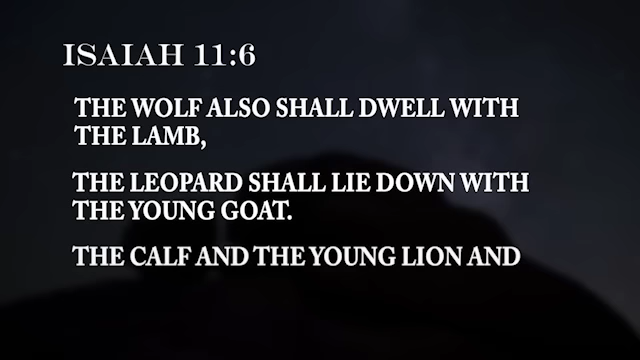 ISAIAH 11:6
THE WOLF ALSO SHALL DWELL WITH
THE LAMB,
THE LEOPARD SHALL LIE DOWN WITH
THE YOUNG GOAT.
THE CALF AND THE YOUNG LION AND